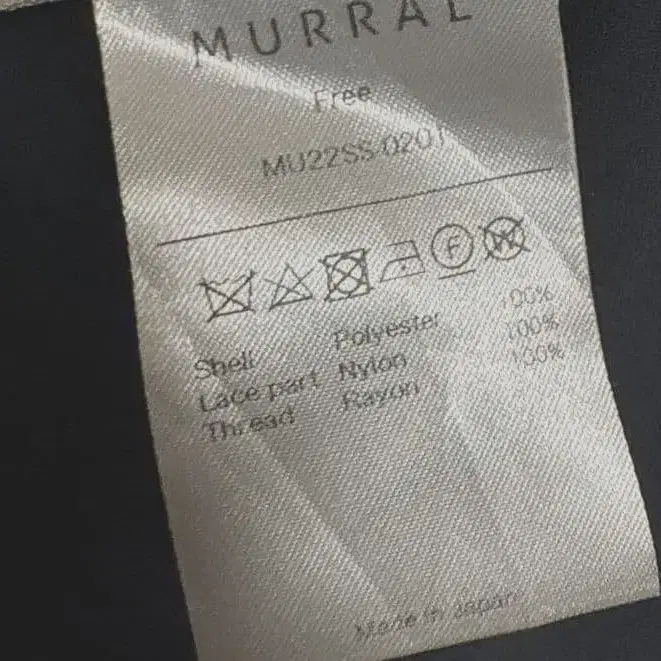 MURRAL
Free
MU22SS-0201
F W
Shell Polyester 100%
Lace part Nylon 100%
Thread Rayon 100%
Made in Japan